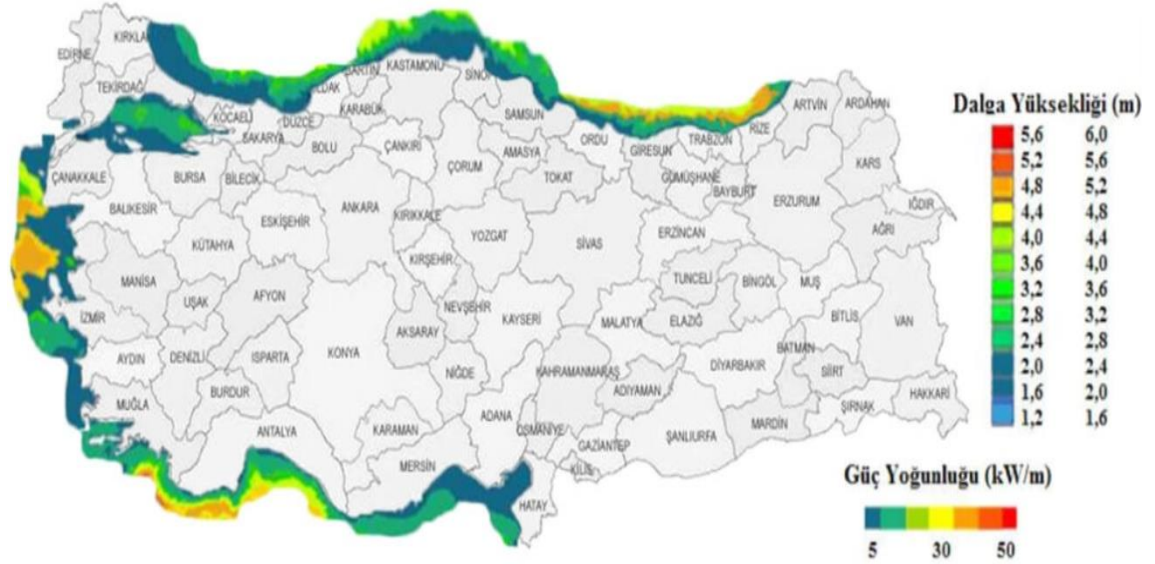 KIRKLA
EDİRNE
TEKİRDAĞ
KOCAELİ
SAKARYA
DÜZCE
LDAK
BARTIN
KARABÜK
KASTAMONU
SİNOP
BOLU
ÇANKIRI
ÇORUM
SAMSUN
AMASYA
TOKAT
ORDU
GİRESUN
TRABZON
GÜMÜŞHANE
BAYBURT
RİZE
ARTVİN
ARDAHAN
KARS
IĞDIR
AĞRI
ERZURUM
ERZİNCAN
ÇANAKKALE
BURSA
BİLECİK
BALIKESİR
KÜTAHYA
ESKİŞEHİR
ANKARA
KIRIKKALE
YOZGAT
SİVAS
KIRŞEHİR
TUNCELİ
BİNGÖL
MUŞ
MANİSA
UŞAK
AFYON
NEVŞEHİR
KAYSERİ
MALATYA
ELAZIĞ
BİTLİS
VAN
İZMİR
AKSARAY
AYDIN
DENİZLİ
ISPARTA
KONYA
NİĞDE
KAHRAMANMARAŞ
ADIYAMAN
DİYARBAKIR
BATMAN
SİİRT
HAKKARİ
ŞIRNAK
MARDİN
MUĞLA
BURDUR
ANTALYA
KARAMAN
MERSİN
ADANA
OSMANİYE
GAZİANTEP
KİLİS
ŞANLIURFA
HATAY
Dalga Yüksekliği (m)
5,6 6,0
5,2 5,6
4,8 5,2
4,4 4,8
4,0 4,4
3,6 4,0
3,2 3,6
2,8 3,2
2,4 2,8
2,0 2,4
1,6 2,0
1,2 1,6
Güç Yoğunluğu (kW/m)
5 30 50